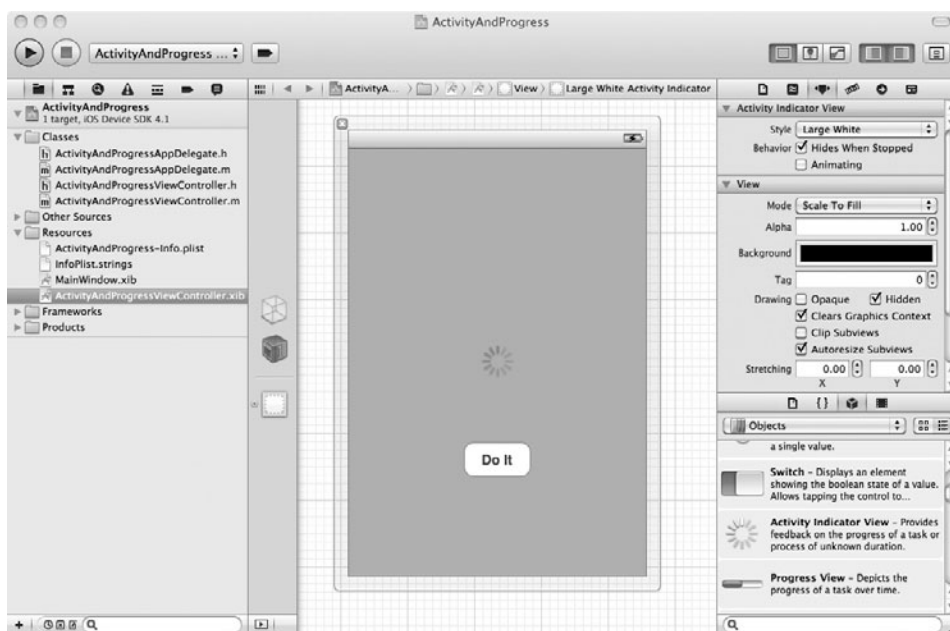 ActivityAndProgress
ActivityAndProgress ...
ActivityA...
View
Large White Activity Indicator
ActivityAndProgress
1 target, iOS Device SDK 4.1
Classes
h ActivityAndProgressAppDelegate.h
m ActivityAndProgressAppDelegate.m
h ActivityAndProgressViewController.h
m ActivityAndProgressViewController.m
Other Sources
Resources
ActivityAndProgress-Info.plist
InfoPlist.strings
MainWindow.xib
ActivityAndProgressViewController.xib
Frameworks
Products
Do It
Activity Indicator View
Style Large White
Behavior Hides When Stopped
Animating
View
Mode Scale To Fill
Alpha 1.00
Background
Tag 0
Drawing Opaque Hidden
Clears Graphics Context
Clip Subviews
Autoresize Subviews
Stretching 0.00 0.00
X Y
{}
Objects
a single value.
Switch – Displays an element
showing the boolean state of a value.
Allows tapping the control to...
Activity Indicator View – Provides
feedback on the progress of a task or
process of unknown duration.
Progress View – Depicts the
progress of a task over time.